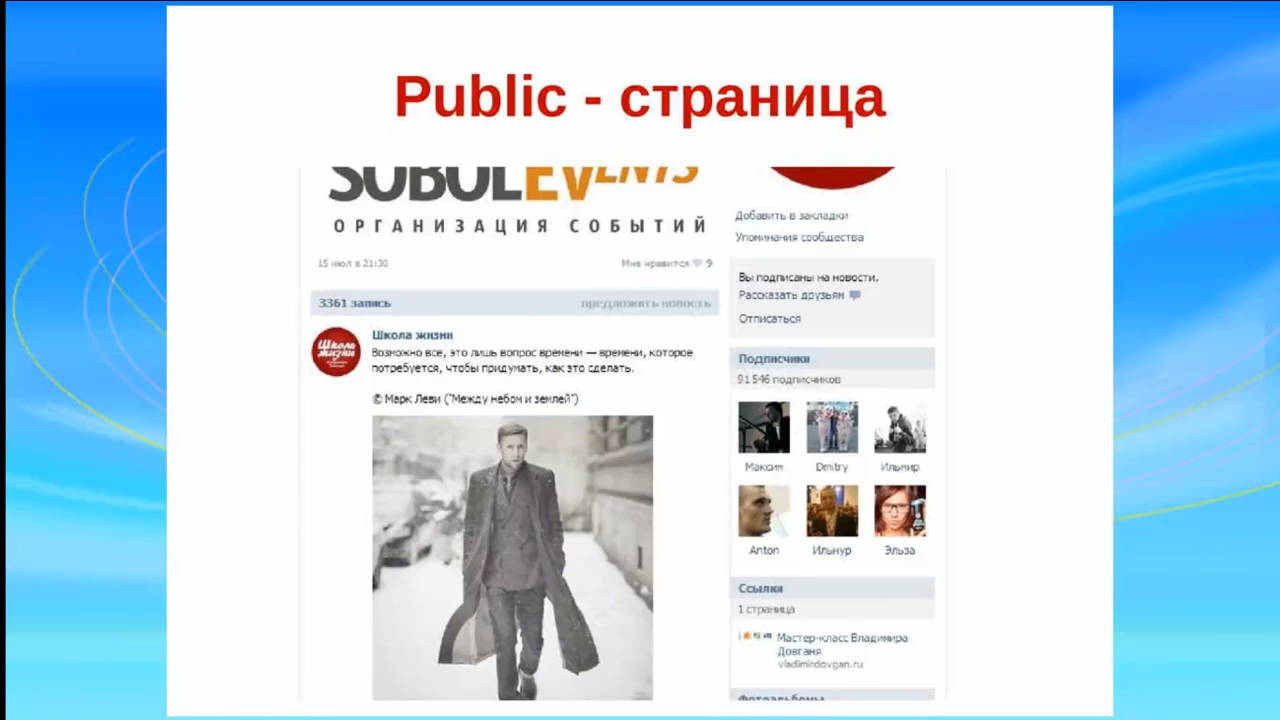 Public - страница
SOBOLEVENTS
ОРГАНИЗАЦИЯ СОБЫТИЙ
15 июл в 21:30
Мне нравится 9
3361 запись
предложить новость
Школа жизни
Школа жизни
Возможно все, это лишь вопрос времени — времени, которое
потребуется, чтобы придумать, как это сделать.
© Марк Леви ("Между небом и землей")
Добавить в закладки
Упоминания сообщества
Вы подписаны на новости.
Рассказать друзьям
Отписаться
Подписчики
91 546 подписчиков
Максим
Dmitry
Ильмир
Anton
Ильнур
Эльза
Ссылки
1 страница
Мастер-класс Владимира
Довганя
vladimirdovgan.ru
Фотоальбомы